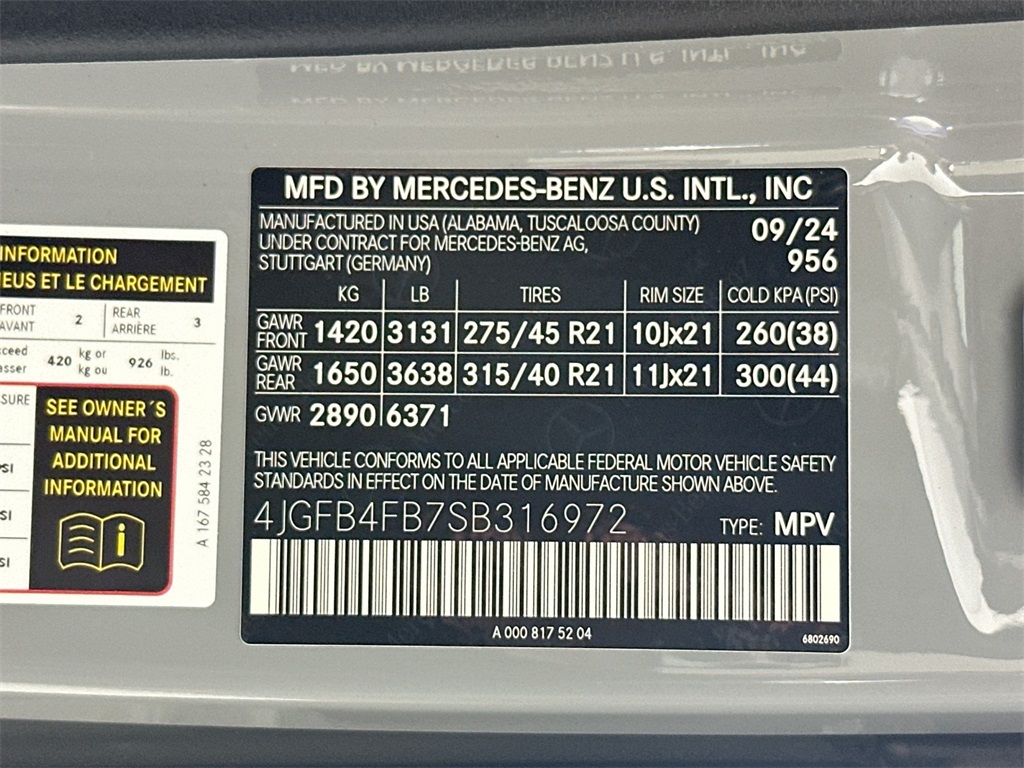 MFD BY MERCEDES-BENZ U.S. INTL., INC
MANUFACTURED IN USA (ALABAMA, TUSCALOOSA COUNTY)
UNDER CONTRACT FOR MERCEDES-BENZ AG,
STUTTGART (GERMANY)
09/24
956
KG LB TIRES RIM SIZE COLD KPA (PSI)
GAWR FRONT 1420 3131 275/45 R21 10Jx21 260(38)
GAWR REAR 1650 3638 315/40 R21 11Jx21 300(44)
GVWR 2890 6371
THIS VEHICLE CONFORMS TO ALL APPLICABLE FEDERAL MOTOR VEHICLE SAFETY
STANDARDS IN EFFECT ON THE DATE OF MANUFACTURE SHOWN ABOVE.
4JGFB4FB7SB316972 TYPE: MPV
A 000 817 52 04
6802690
INFORMATION
NEUS ET LE CHARGEMENT
FRONT AVANT 2 REAR ARRIÈRE 3
420 kg or kg ou 926 lbs. lb.
SEE OWNER´S
MANUAL FOR
ADDITIONAL
INFORMATION
A 167 584 23 28